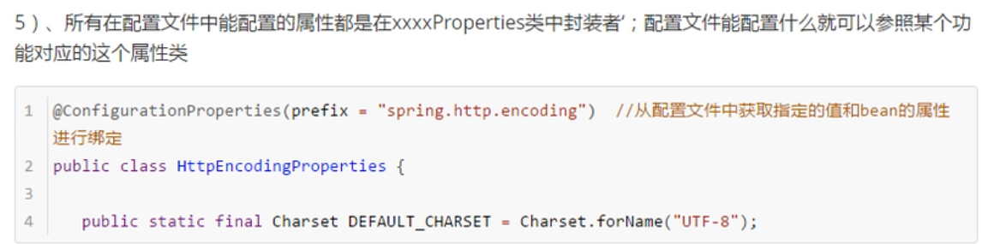 5）、所有在配置文件中能配置的属性都是在xxxxProperties类中封装者‘；配置文件能配置什么就可以参照某个功
能对应的这个属性类
1 @ConfigurationProperties(prefix = "spring.http.encoding")  //从配置文件中获取指定的值和bean的属性
进行绑定
2 public class HttpEncodingProperties {
3
4    public static final Charset DEFAULT_CHARSET = Charset.forName("UTF-8");